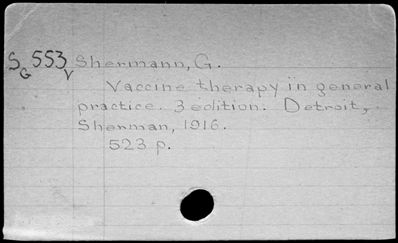 S 553 Shermann, G.
G V
Vaccine therapy in general
practice. 3 edition. Detroit,
Sherman, 1916.
523 p.